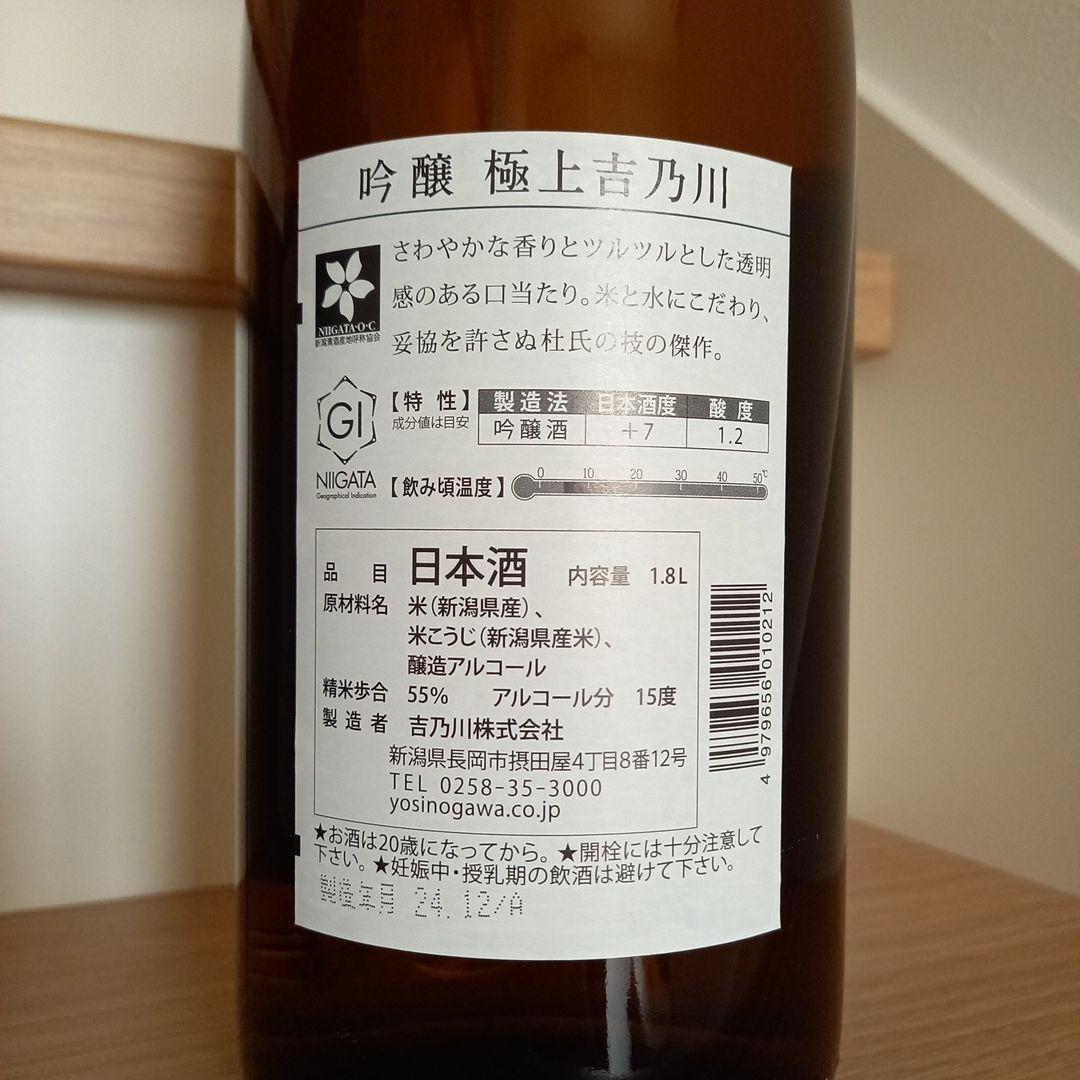 吟醸 極上吉乃川
さわやかな香りとツルツルとした透明
感のある口当たり。米と水にこだわり、
妥協を許さぬ杜氏の技の傑作。
NIIGATA・O・C
新潟清酒産地呼称協会
GI
NIIGATA
Geographical Indication
【特性】 製造法 日本酒度 酸度
成分値は目安 吟醸酒 +7 1.2
【飲み頃温度】 0 10 20 30 40 50℃
品目 日本酒 内容量 1.8L
原材料名 米(新潟県産)、
米こうじ(新潟県産米)、
醸造アルコール
精米歩合 55% アルコール分 15度
製造者 吉乃川株式会社
新潟県長岡市摂田屋4丁目8番12号
TEL 0258-35-3000
yosinogawa.co.jp
4 979656 010212
★お酒は20歳になってから。★開栓には十分注意して
下さい。★妊娠中・授乳期の飲酒は避けて下さい。
製造年月 24.12/A